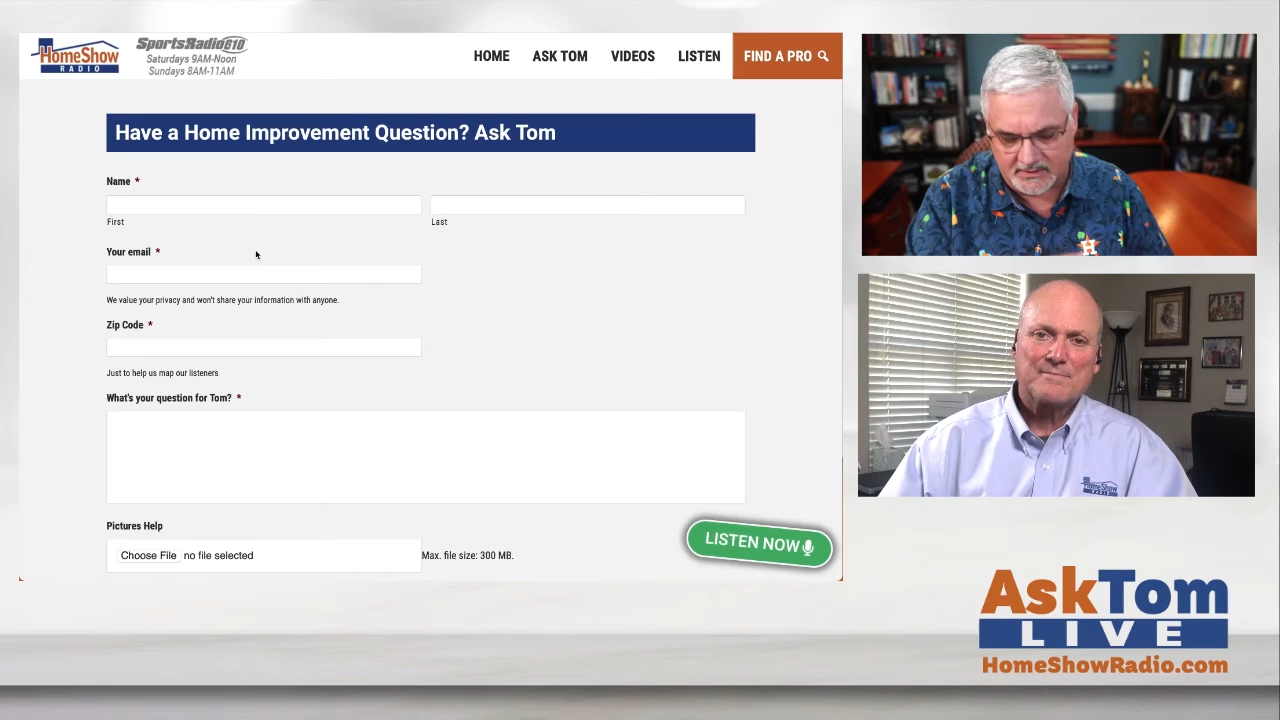 HomeShow
RADIO
SportsRadio610
Saturdays 9AM-Noon
Sundays 8AM-11AM
HOME
ASK TOM
VIDEOS
LISTEN
FIND A PRO
Have a Home Improvement Question? Ask Tom
Name *
First
Last
Your email *
We value your privacy and won't share your information with anyone.
Zip Code *
Just to help us map our listeners
What's your question for Tom? *
Pictures Help
Choose File no file selected
Max. file size: 300 MB.
LISTEN NOW
H
HomeShow
AskTom
LIVE
HomeShowRadio.com